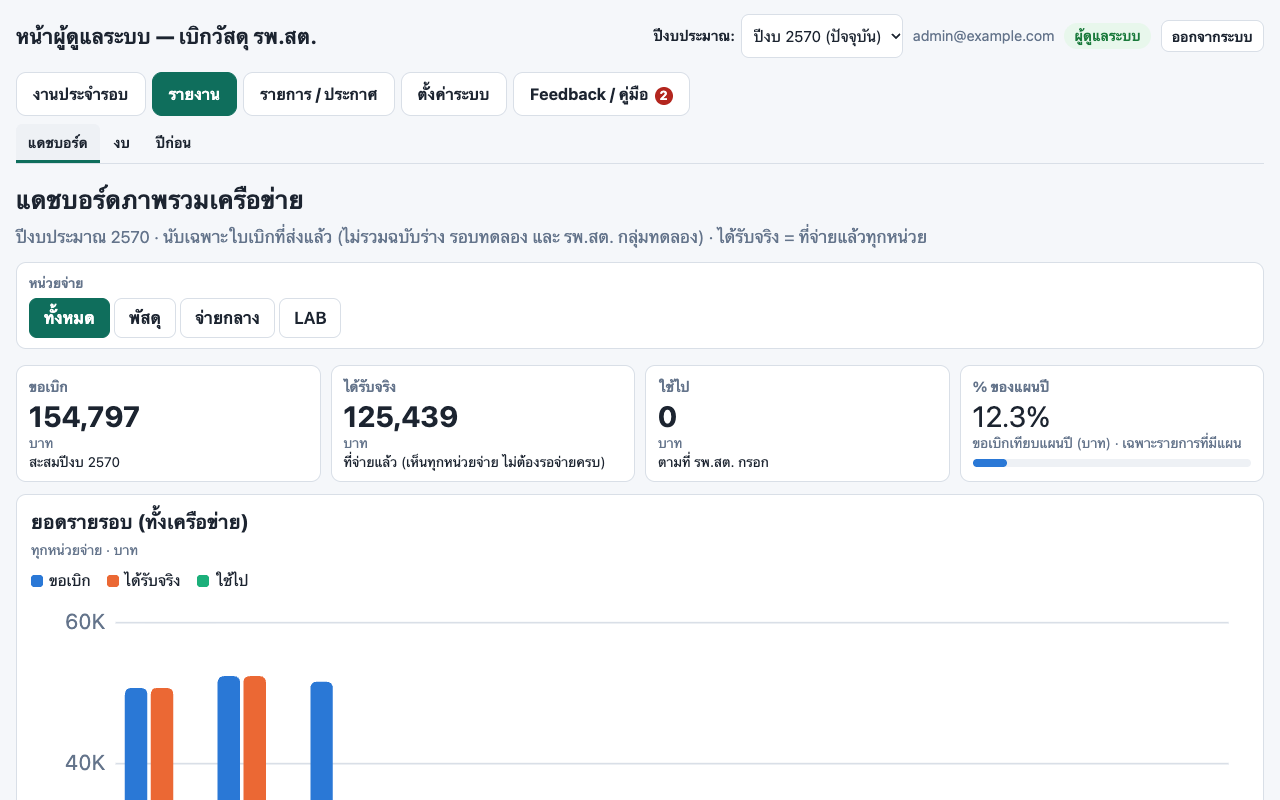 หน้าผู้ดูแลระบบ — เบิกวัสดุ รพ.สต.
ปีงบประมาณ: ปีงบ 2570 (ปัจจุบัน) admin@example.com ผู้ดูแลระบบ ออกจากระบบ
งานประจำรอบ รายงาน รายการ / ประกาศ ตั้งค่าระบบ Feedback / คู่มือ 2
แดชบอร์ด งบ ปีก่อน
แดชบอร์ดภาพรวมเครือข่าย
ปีงบประมาณ 2570 · นับเฉพาะใบเบิกที่ส่งแล้ว (ไม่รวมฉบับร่าง รอบทดลอง และ รพ.สต. กลุ่มทดลอง) · ได้รับจริง = ที่จ่ายแล้วทุกหน่วย
หน่วยจ่าย
ทั้งหมด พัสดุ จ่ายกลาง LAB
ขอเบิก
154,797
บาท
สะสมปีงบ 2570
ได้รับจริง
125,439
บาท
ที่จ่ายแล้ว (เห็นทุกหน่วยจ่าย ไม่ต้องรอจ่ายครบ)
ใช้ไป
0
บาท
ตามที่ รพ.สต. กรอก
% ของแผนปี
12.3%
ขอเบิกเทียบแผนปี (บาท) · เฉพาะรายการที่มีแผน
ยอดรายรอบ (ทั้งเครือข่าย)
ทุกหน่วยจ่าย · บาท
ขอเบิก ได้รับจริง ใช้ไป
60K
40K